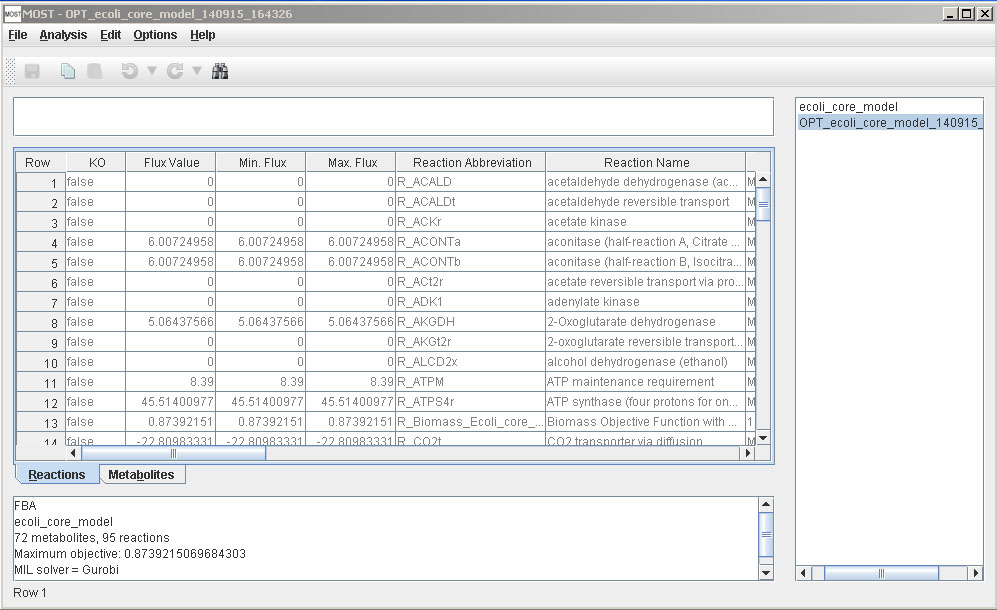 MOST MOST - OPT_ecoli_core_model_140915_164326
File Analysis Edit Options Help
ecoli_core_model
OPT_ecoli_core_model_140915_
Row KO Flux Value Min. Flux Max. Flux Reaction Abbreviation Reaction Name
1 false 0 0 0 R_ACALD acetaldehyde dehydrogenase (ac... M
2 false 0 0 0 R_ACALDt acetaldehyde reversible transport M
3 false 0 0 0 R_ACKr acetate kinase M
4 false 6.00724958 6.00724958 6.00724958 R_ACONTa aconitase (half-reaction A, Citrate ... M
5 false 6.00724958 6.00724958 6.00724958 R_ACONTb aconitase (half-reaction B, Isocitra... M
6 false 0 0 0 R_ACt2r acetate reversible transport via pro... M
7 false 0 0 0 R_ADK1 adenylate kinase M
8 false 5.06437566 5.06437566 5.06437566 R_AKGDH 2-Oxoglutarate dehydrogenase M
9 false 0 0 0 R_AKGt2r 2-oxoglutarate reversible transport... M
10 false 0 0 0 R_ALCD2x alcohol dehydrogenase (ethanol) M
11 false 8.39 8.39 8.39 R_ATPM ATP maintenance requirement M
12 false 45.51400977 45.51400977 45.51400977 R_ATPS4r ATP synthase (four protons for on... M
13 false 0.87392151 0.87392151 0.87392151 R_Biomass_Ecoli_core_... Biomass Objective Function with ... 1
14 false -22.80983331 -22.80983331 -22.80983331 R_CO2t CO2 transporter via diffusion M
Reactions Metabolites
FBA
ecoli_core_model
72 metabolites, 95 reactions
Maximum objective: 0.8739215069684303
MIL solver = Gurobi
Row 1